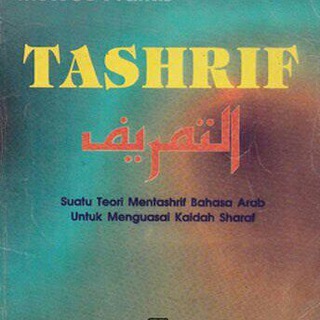 TASHRIF
التصريف
Suatu Teori Mentashrif Bahasa Arab
Untuk Menguasai Kaidah Sharaf